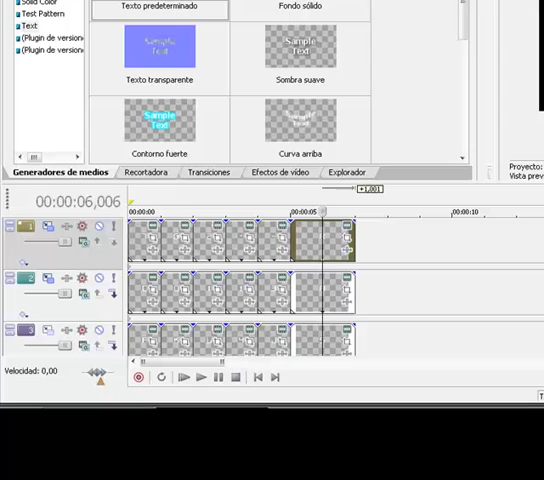 Solid Color
Test Pattern
Text
(Plugin de version
(Plugin de version
Texto predeterminado
Fondo sólido
Sample
Text
Sample
Text
Texto transparente
Sombra suave
Sample
Text
Sample
Text
Contorno fuerte
Curva arriba
Generadores de medios
Recortadora
Transiciones
Efectos de vídeo
Explorador
Proyecto:
Vista prev
+1,001
00:00:06,006
00:00:00
00:00:05
00:00:10
1
2
3
Velocidad: 0,00